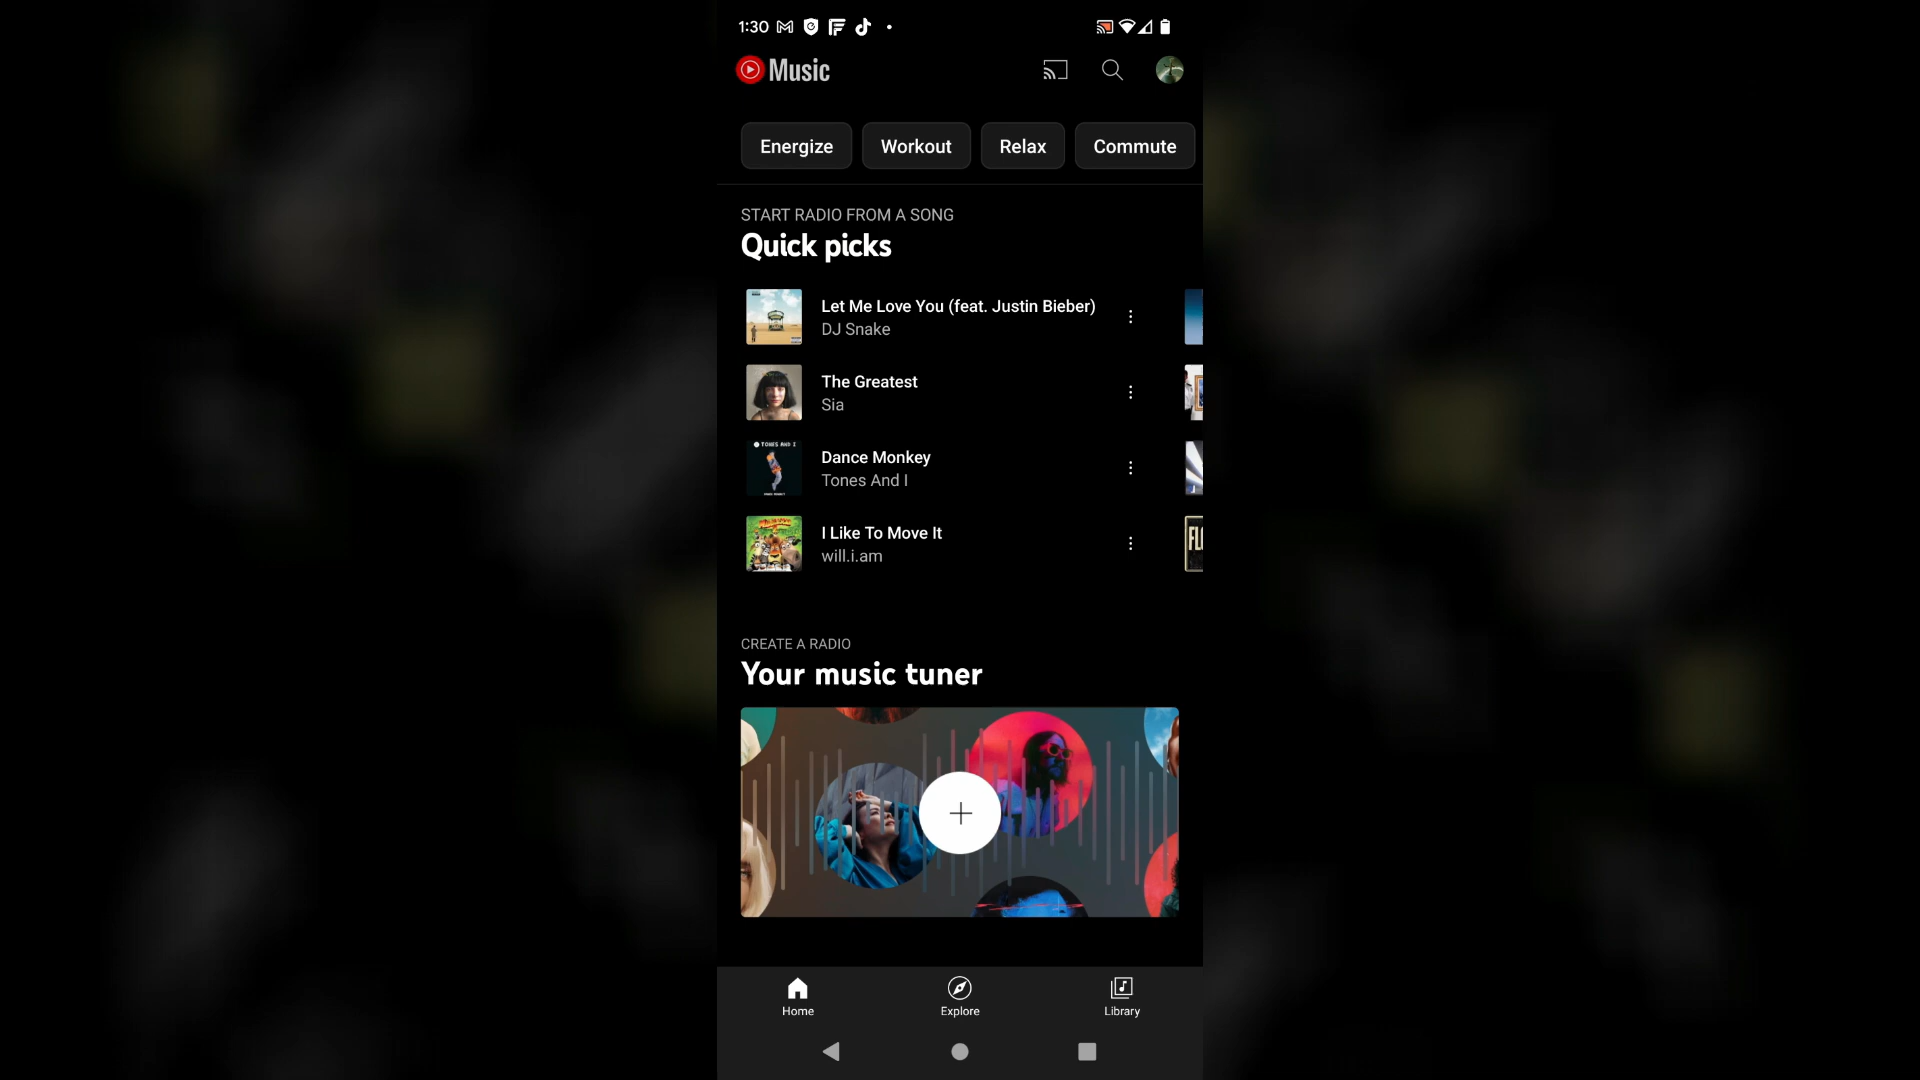 1:30
Music
Energize
Workout
Relax
Commute
START RADIO FROM A SONG
Quick picks
Let Me Love You (feat. Justin Bieber)
DJ Snake
The Greatest
Sia
TONES AND I
Dance Monkey
Tones And I
I Like To Move It
will.i.am
CREATE A RADIO
Your music tuner
Home
Explore
Library